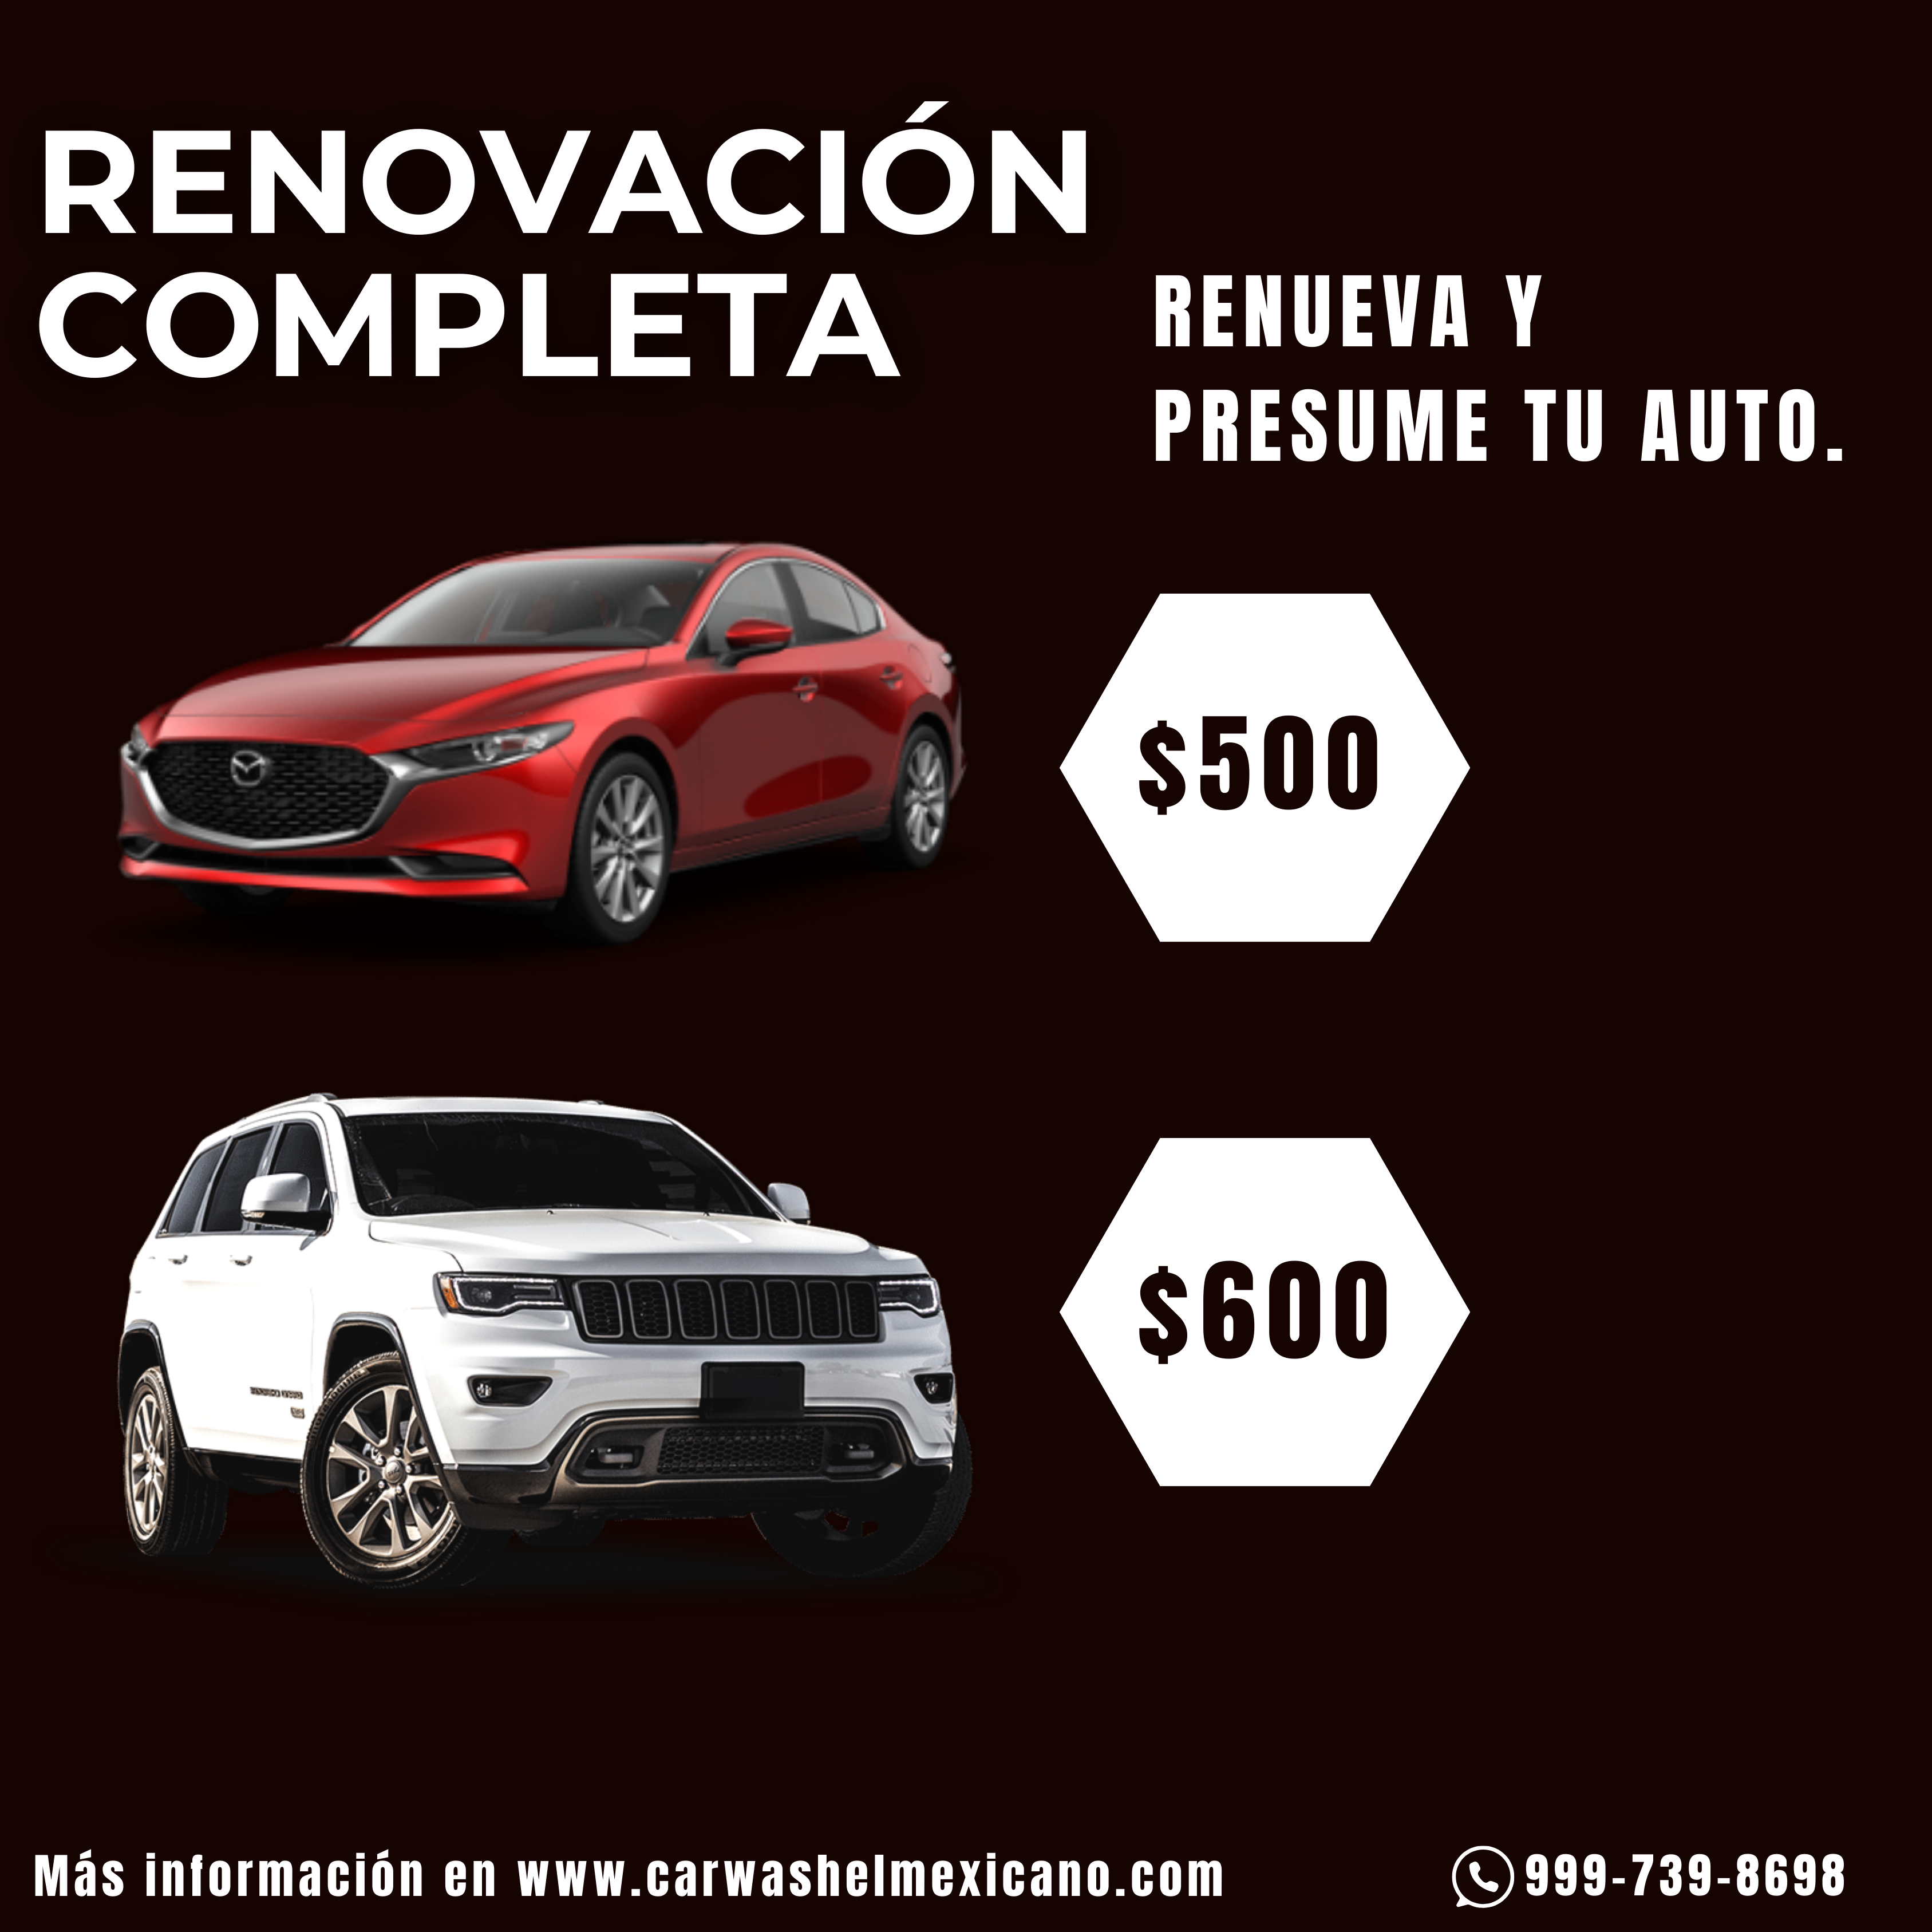 RENOVACIÓN
COMPLETA
RENUEVA Y
PRESUME TU AUTO.
$500
$600
Más información en www.carwashelmexicano.com
999-739-8698